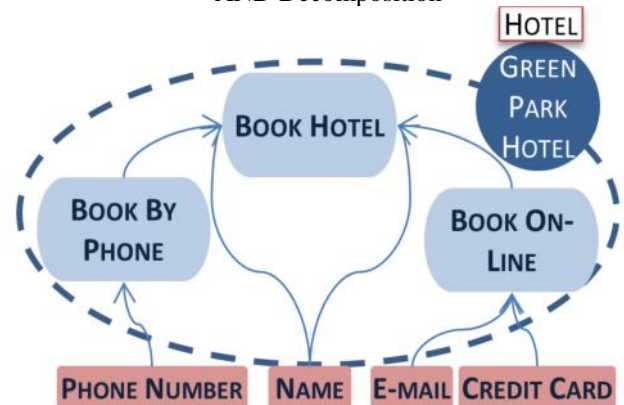 AND Decomposition
HOTEL
GREEN
PARK
HOTEL
BOOK HOTEL
BOOK BY
PHONE
BOOK ON-
LINE
PHONE NUMBER
NAME
E-MAIL
CREDIT CARD